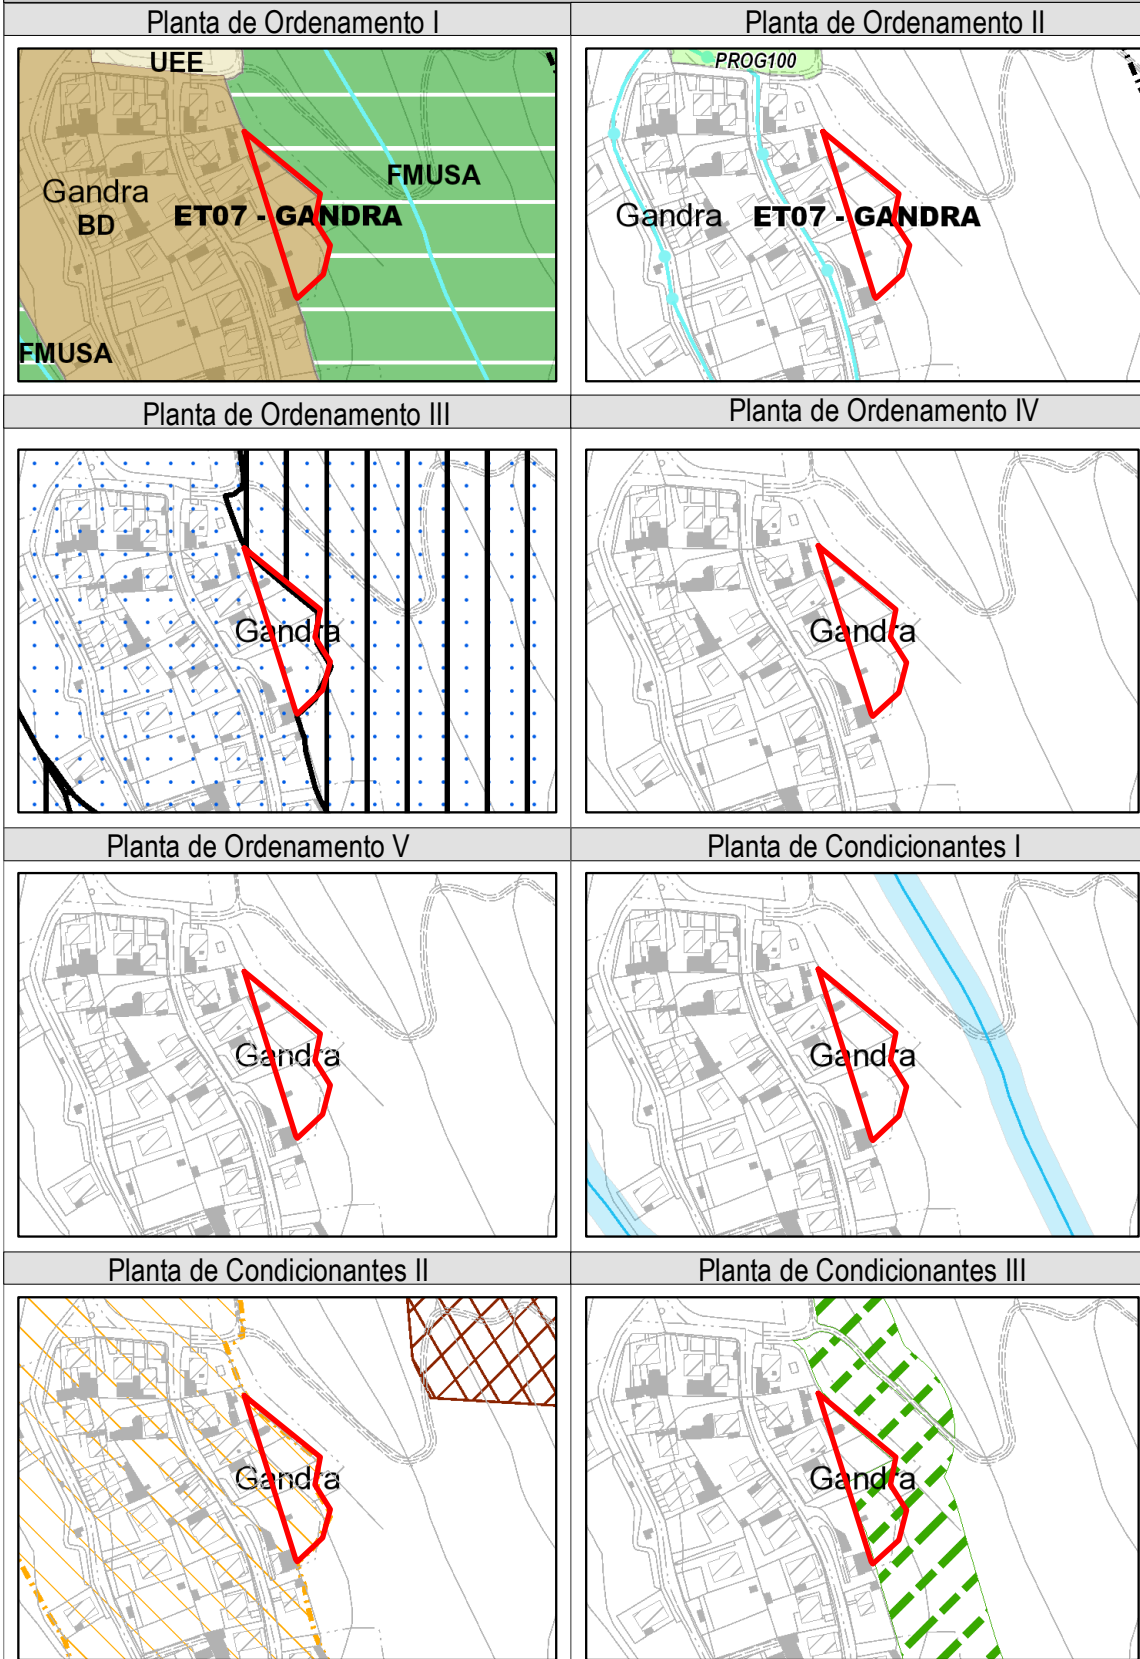 Planta de Ordenamento I
Planta de Ordenamento II
UEE
FMUSA
Gandra
BD
ET07 - GANDRA
FMUSA
PROG100
Gandra
ET07 - GANDRA
Planta de Ordenamento III
Planta de Ordenamento IV
Gandra
Gandra
Planta de Ordenamento V
Planta de Condicionantes I
Gandra
Gandra
Planta de Condicionantes II
Planta de Condicionantes III
Gandra
Gandra